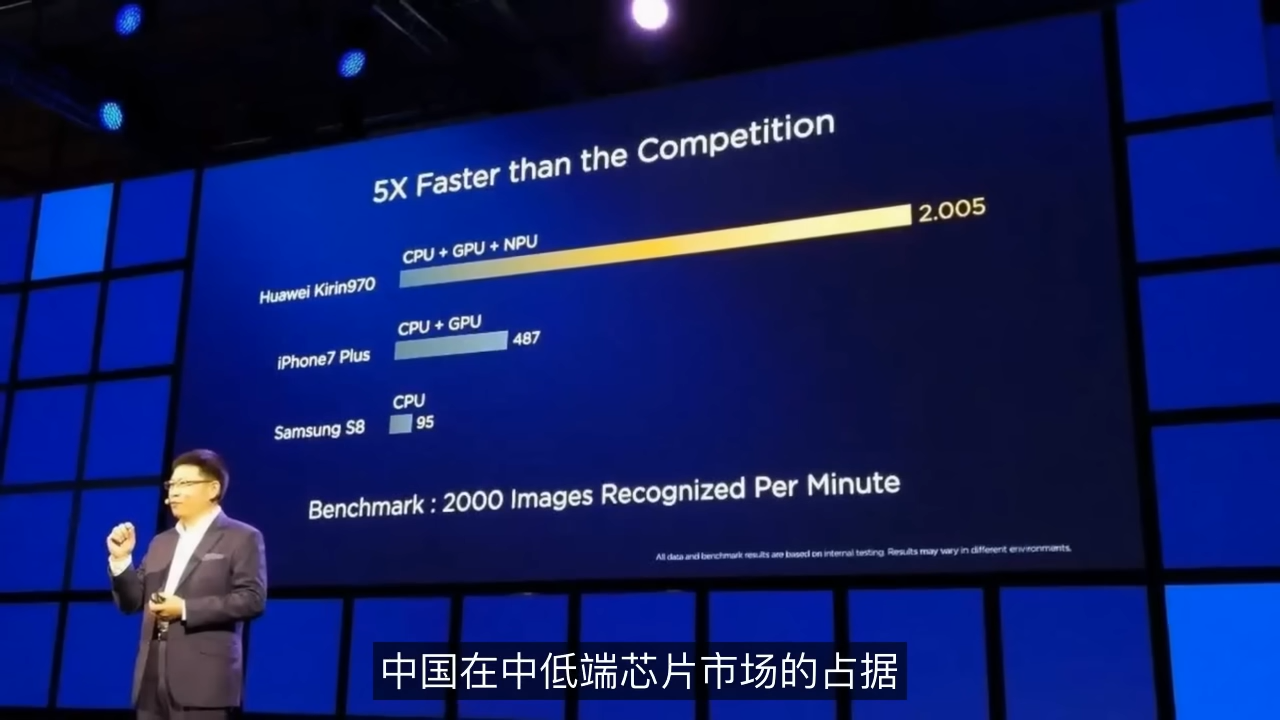 5X Faster than the Competition
CPU + GPU + NPU
Huawei Kirin970
2.005
CPU + GPU
iPhone7 Plus
487
CPU
Samsung S8
95
Benchmark : 2000 Images Recognized Per Minute
All data and benchmark results are based on internal testing. Results may vary in different environments.
中国在中低端芯片市场的占据